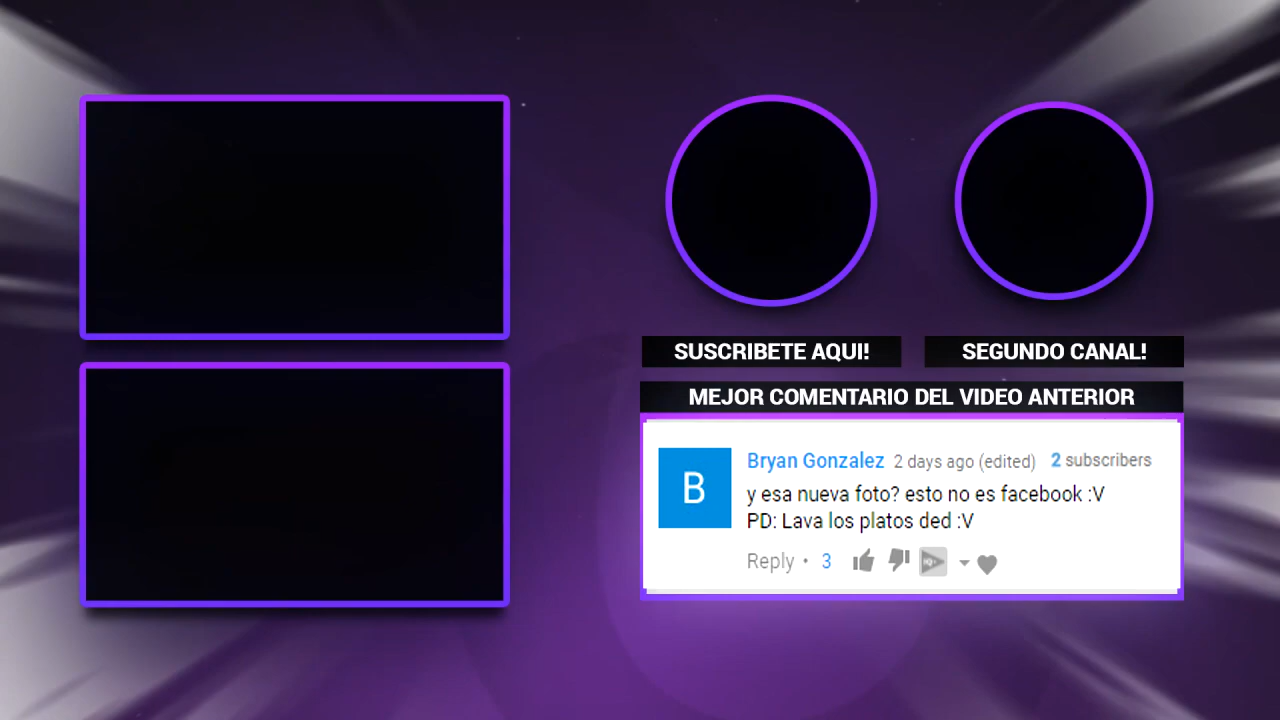 SUSCRIBETE AQUI!
SEGUNDO CANAL!
MEJOR COMENTARIO DEL VIDEO ANTERIOR
B
Bryan Gonzalez 2 days ago (edited) 2 subscribers
y esa nueva foto? esto no es facebook :V
PD: Lava los platos ded :V
Reply • 3